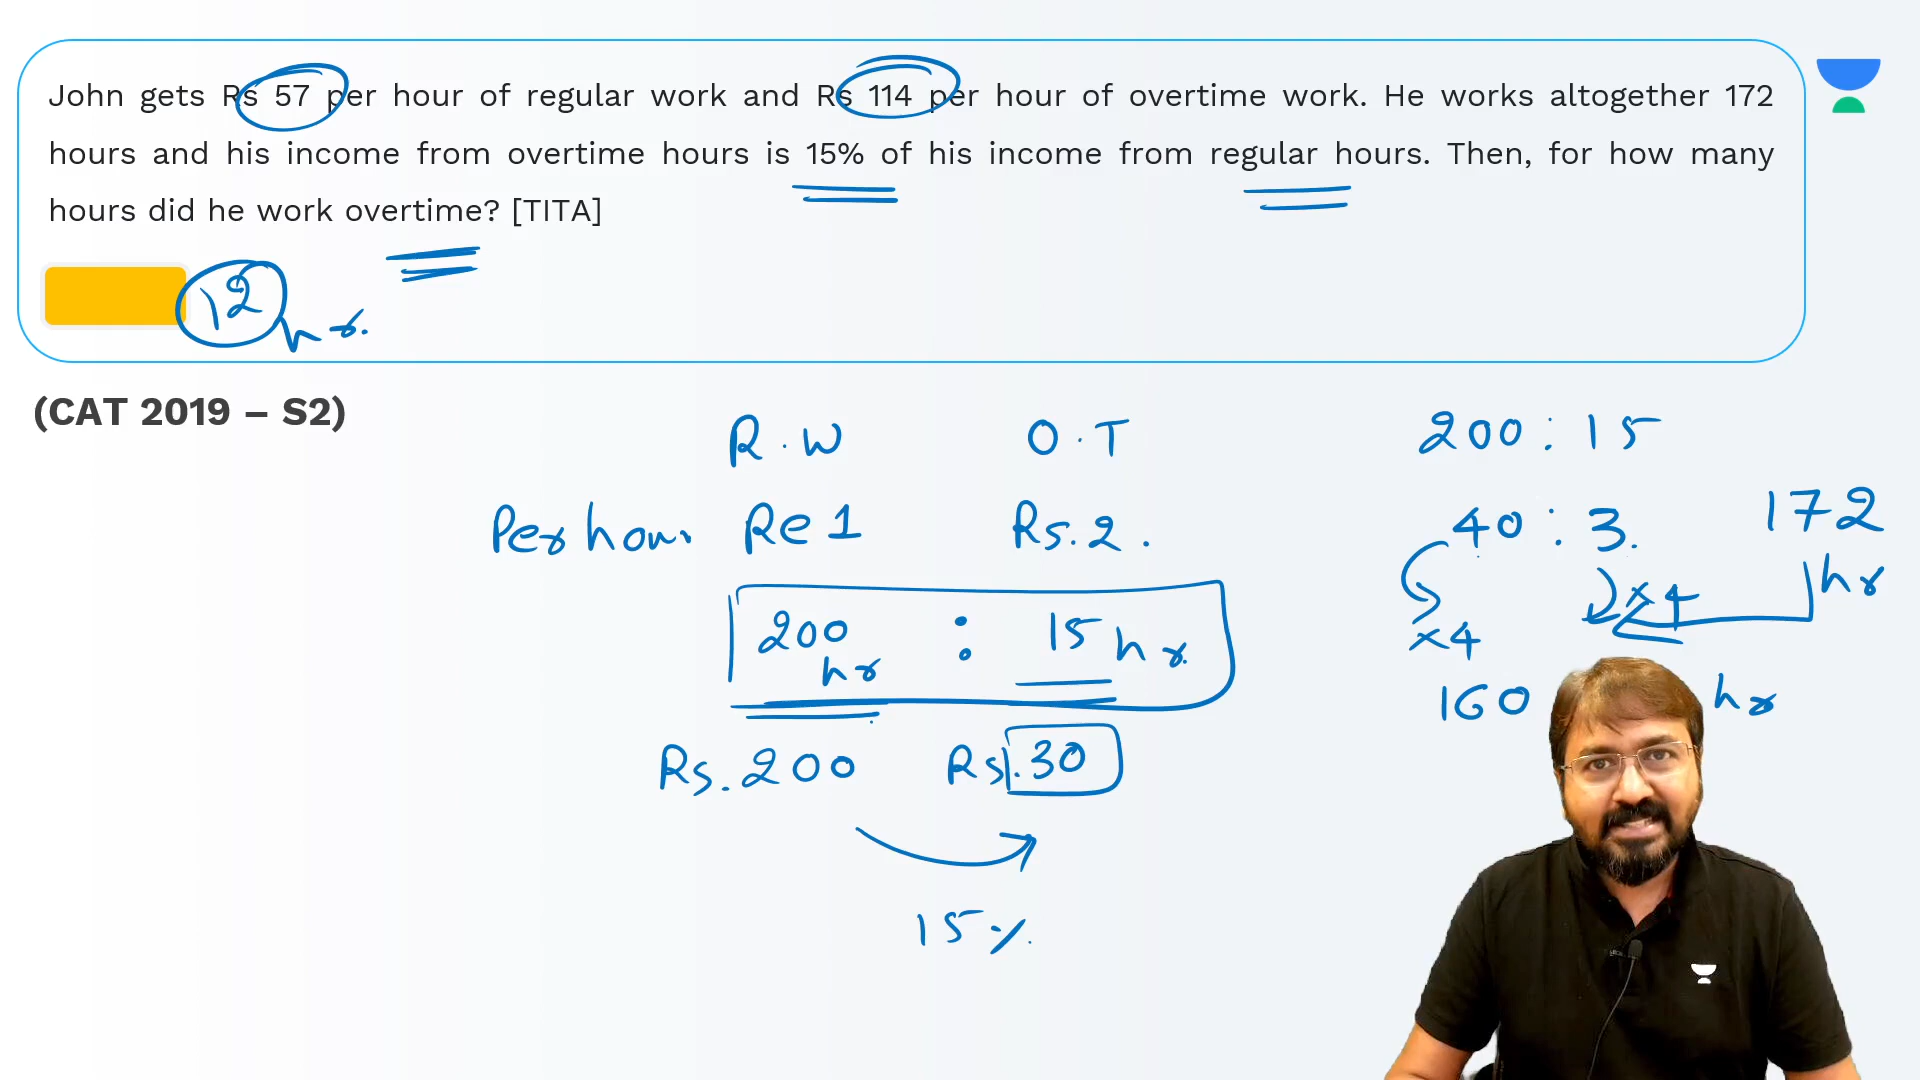 John gets Rs 57 per hour of regular work and Rs 114 per hour of overtime work. He works altogether 172
hours and his income from overtime hours is 15% of his income from regular hours. Then, for how many
hours did he work overtime? [TITA]
12 hr.
(CAT 2019 – S2)
R.W O.T
Per hour Re 1 Rs. 2.
200 hr : 15 hr
Rs. 200 Rs. 30
15%
200 : 15
40 : 3. 172 hr
x4 x4
160 hr